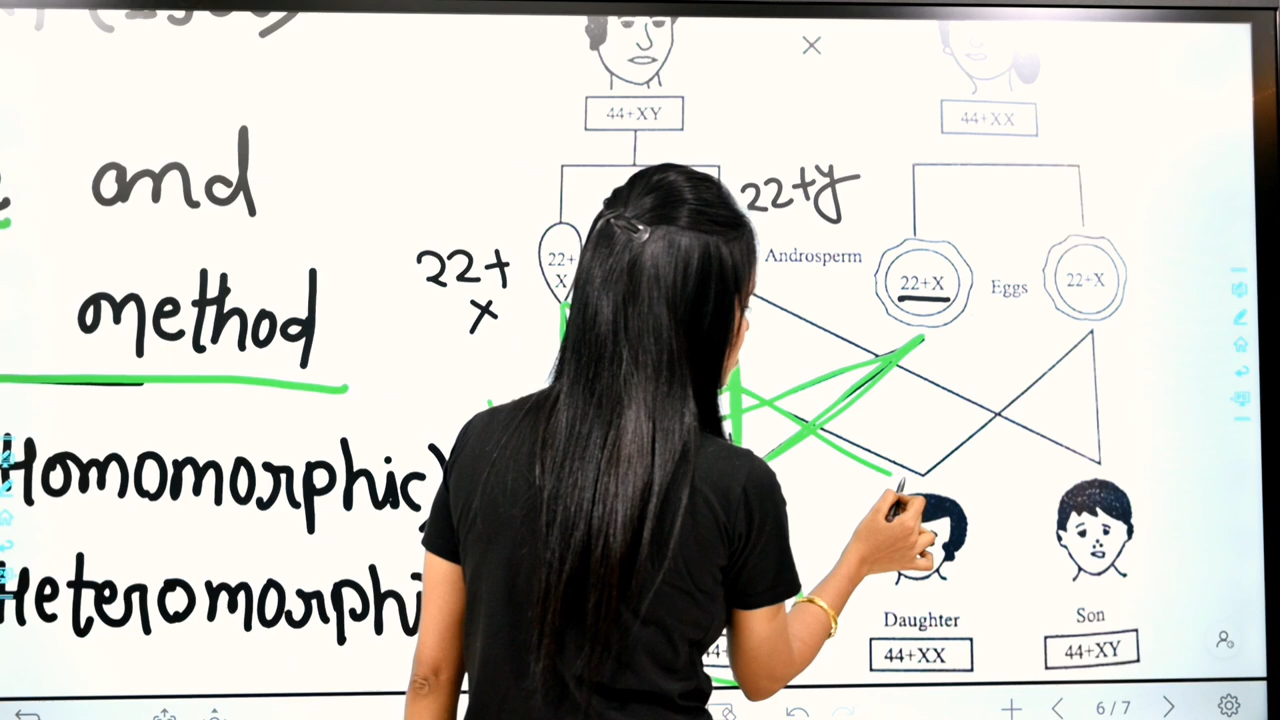 44+XY
×
44+XX
and
22+y
22+
X
22+
X
Androsperm
22+X
Eggs
22+X
method
Homomorphic)
Heteromorphi
Daughter
Son
44+XX
44+XY
6/7